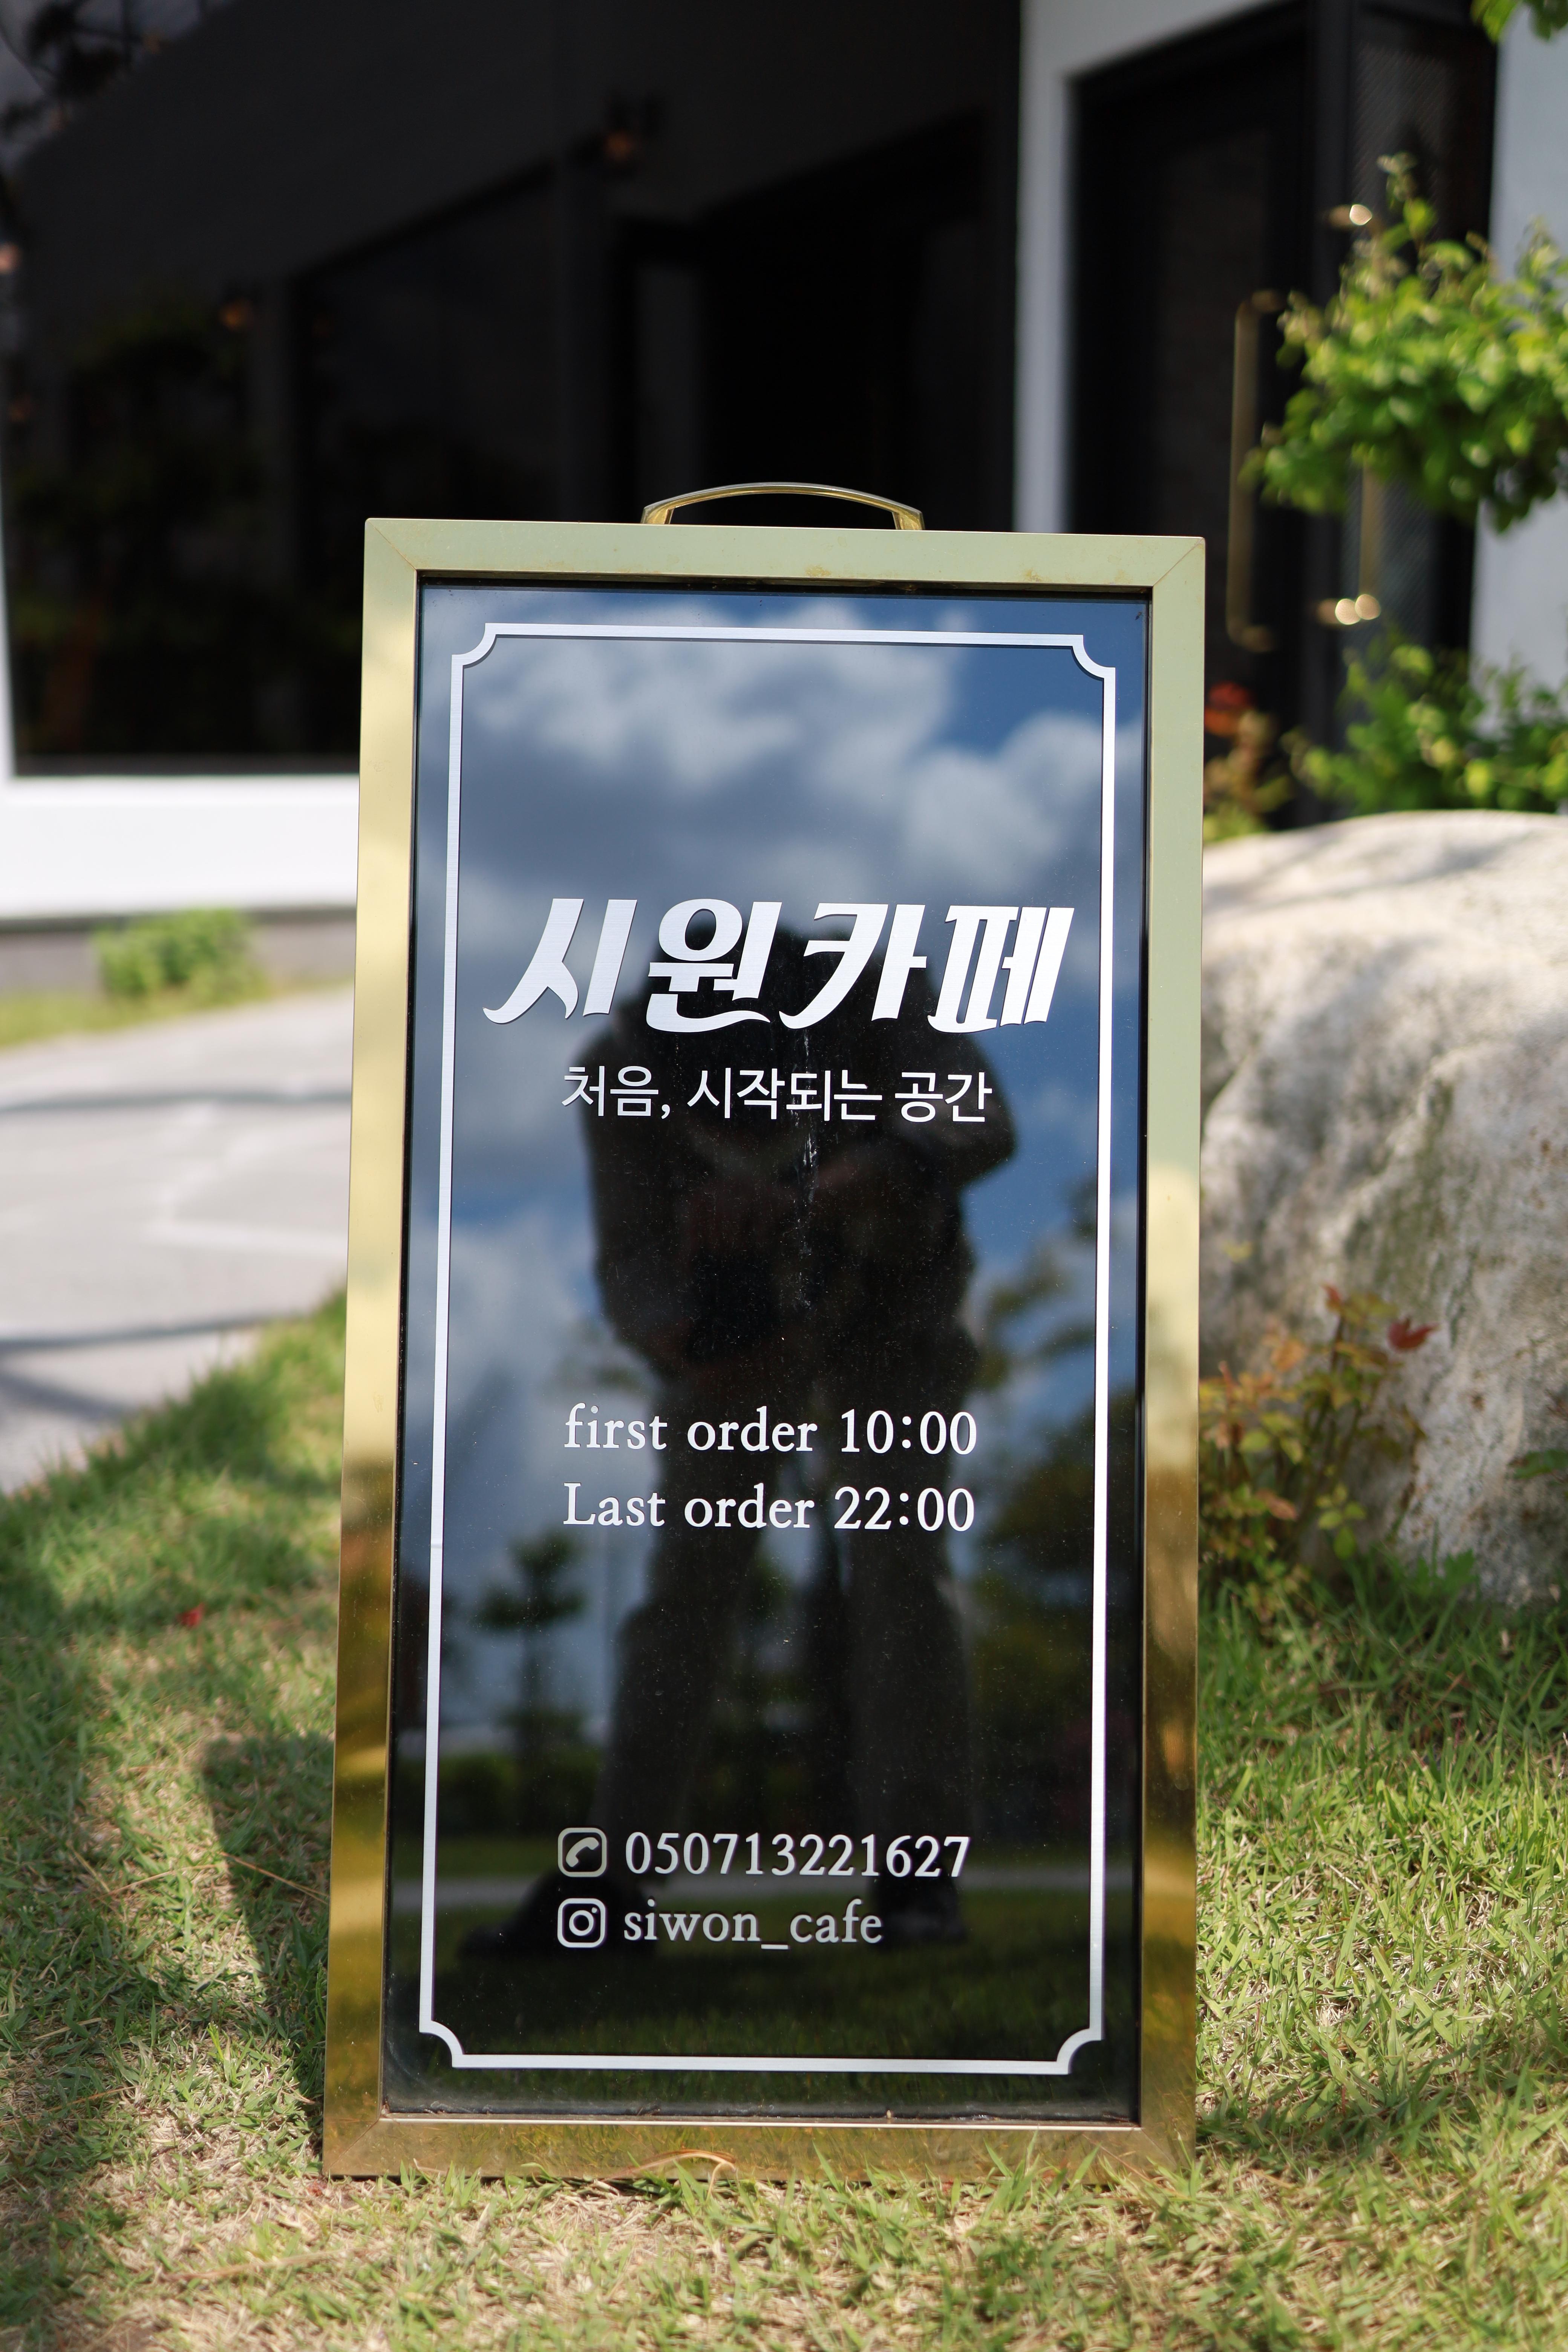 시원카페
처음, 시작되는 공간
first order 10:00
Last order 22:00
050713221627
siwon_cafe